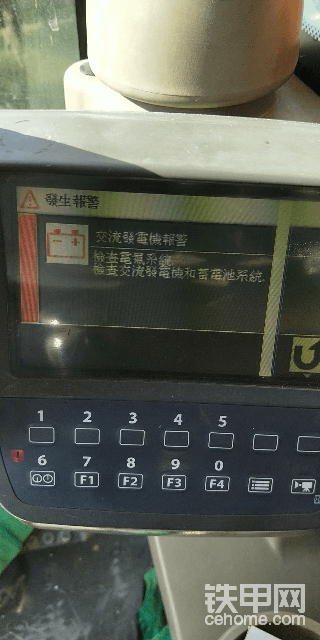 發生報警
交流發電機報警
檢查電氣系統.
檢查交流發電機和蓄電池系統.
1 2 3 4 5
6 7 8 9 0
F1 F2 F3 F4
铁甲网
cehome.com